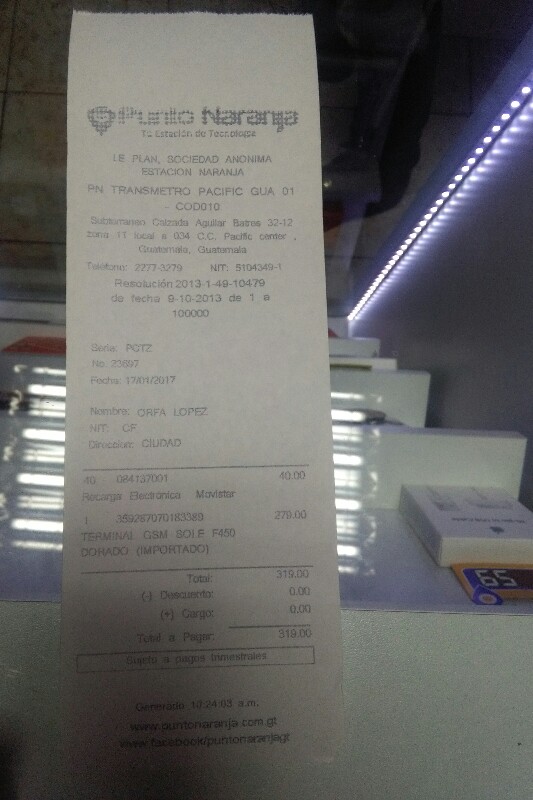 Punto Naranja
Tu Estación de Tecnología
LE PLAN, SOCIEDAD ANONIMA
ESTACION NARANJA
PN TRANSMETRO PACIFIC GUA 01
- COD010
Subterraneo Calzada Aguilar Batres 32-12
zona 11 local s 034 C.C. Pacific center ,
Guatemala, Guatemala
Teléfono: 2277-3279 NIT: 5104349-1
Resolución 2013-1-49-10479
de fecha 9-10-2013 de 1 a
100000
Serie: POTZ
No. 23697
Fecha: 17/01/2017
Nombre: ORFA LOPEZ
NIT: CF
Direccion: CIUDAD
40 084137001 40.00
Recarga Electronica Movistar
1 359287070183389 279.00
TERMINAL GSM SOLE F450
DORADO (IMPORTADO)
Total: 319.00
(-) Descuento: 0.00
(+) Cargo: 0.00
Total a Pagar: 319.00
Sujeto a pagos trimestrales
Generado 10:24:03 a.m.
www.puntonaranja.com.gt
www.facebook/puntonaranjagt
65